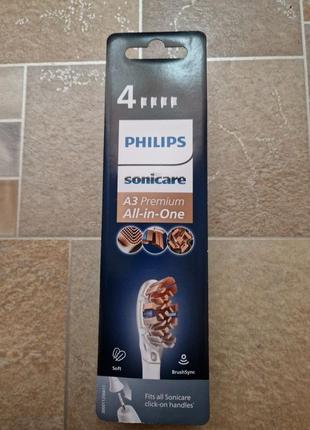 4
PHILIPS
sonicare
A3 Premium
All-in-One
Soft
BrushSync
Fits all Sonicare
click-on handles